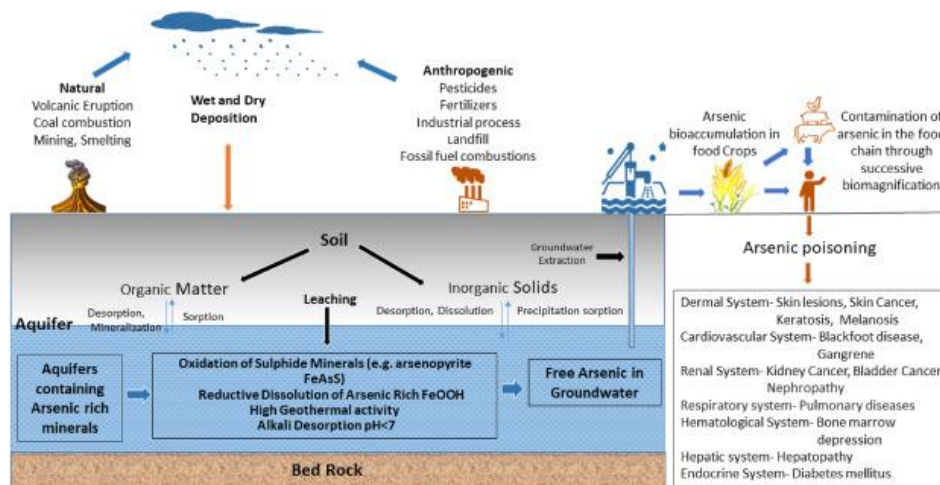 Natural
Volcanic Eruption
Coal combustion
Mining, Smelting
Wet and Dry
Deposition
Anthropogenic
Pesticides
Fertilizers
Industrial process
Landfill
Fossil fuel combustions
Arsenic
bioaccumulation in
food Crops
Contamination of
arsenic in the food
chain through
successive
biomagnification
Soil
Groundwater
Extraction
Organic Matter
Inorganic Solids
Leaching
Desorption,
Mineralization
Sorption
Desorption, Dissolution
Precipitation sorption
Aquifer
Aquifers
containing
Arsenic rich
minerals
Oxidation of Sulphide Minerals (e.g. arsenopyrite
FeAsS)
Reductive Dissolution of Arsenic Rich FeOOH
High Geothermal activity
Alkali Desorption pH<7
Free Arsenic in
Groundwater
Bed Rock
Arsenic poisoning
Dermal System- Skin lesions, Skin Cancer,
Keratosis, Melanosis
Cardiovascular System- Blackfoot disease,
Gangrene
Renal System- Kidney Cancer, Bladder Cancer
Nephropathy
Respiratory system- Pulmonary diseases
Hematological System- Bone marrow
depression
Hepatic system- Hepatopathy
Endocrine System- Diabetes mellitus